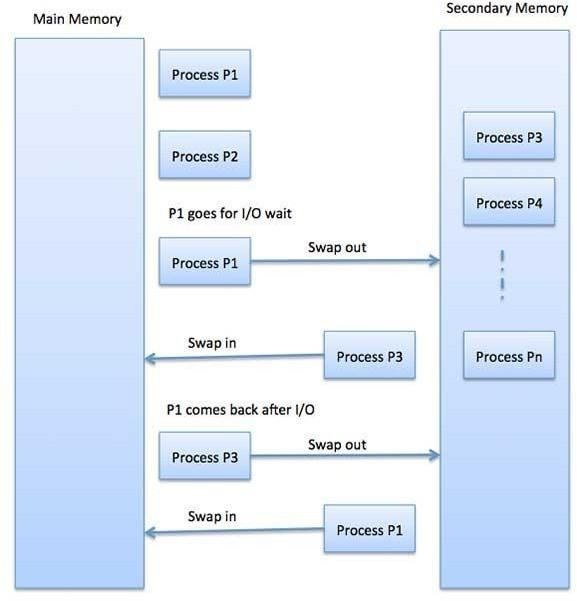 Main Memory
Secondary Memory
Process P1
Process P2
Process P3
Process P4
P1 goes for I/O wait
Process P1
Swap out
Swap in
Process P3
Process Pn
P1 comes back after I/O
Process P3
Swap out
Swap in
Process P1